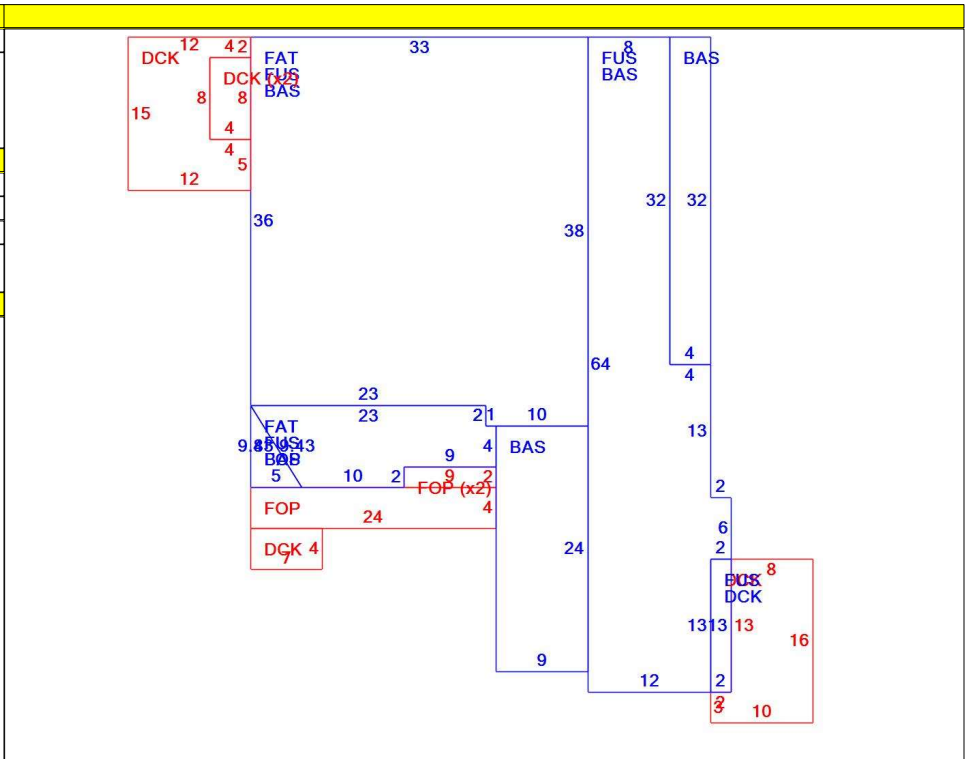 12 4 2 33 8
DCK FAT FUS BAS
FUS BAS
DCK (x2)
BAS
8 8
15
4
4
5
12
32 32
36
38
4
64
4
23
23 2 1 10
13
FAT
FUS
9.43 4 BAS
9
5 10 2 9 2 2
FOP (x2)
FOP 4
24 6
DCK 4 24 2
7 8
FUS
DCK
13 13 13
16
9
12 2
10